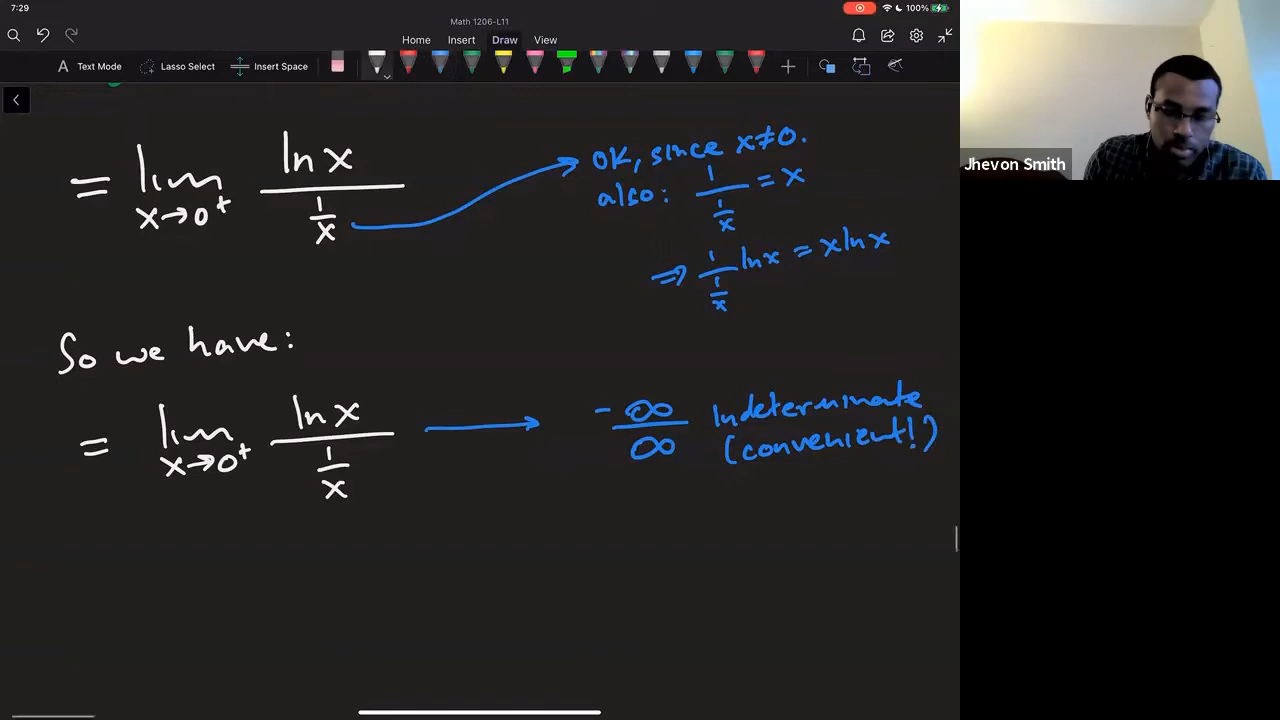 7:29
100%
Math 1206-L11
Home Insert Draw View
Text Mode Lasso Select Insert Space
= lim x→0⁺ ln x / (1/x)
OK, since x≠0.
also: 1/(1/x) = x
⇒ 1/(1/x) ln x = x ln x
So we have:
= lim x→0⁺ ln x / (1/x) → -∞/∞ Indeterminate
(convenient!)
Jhevon Smith